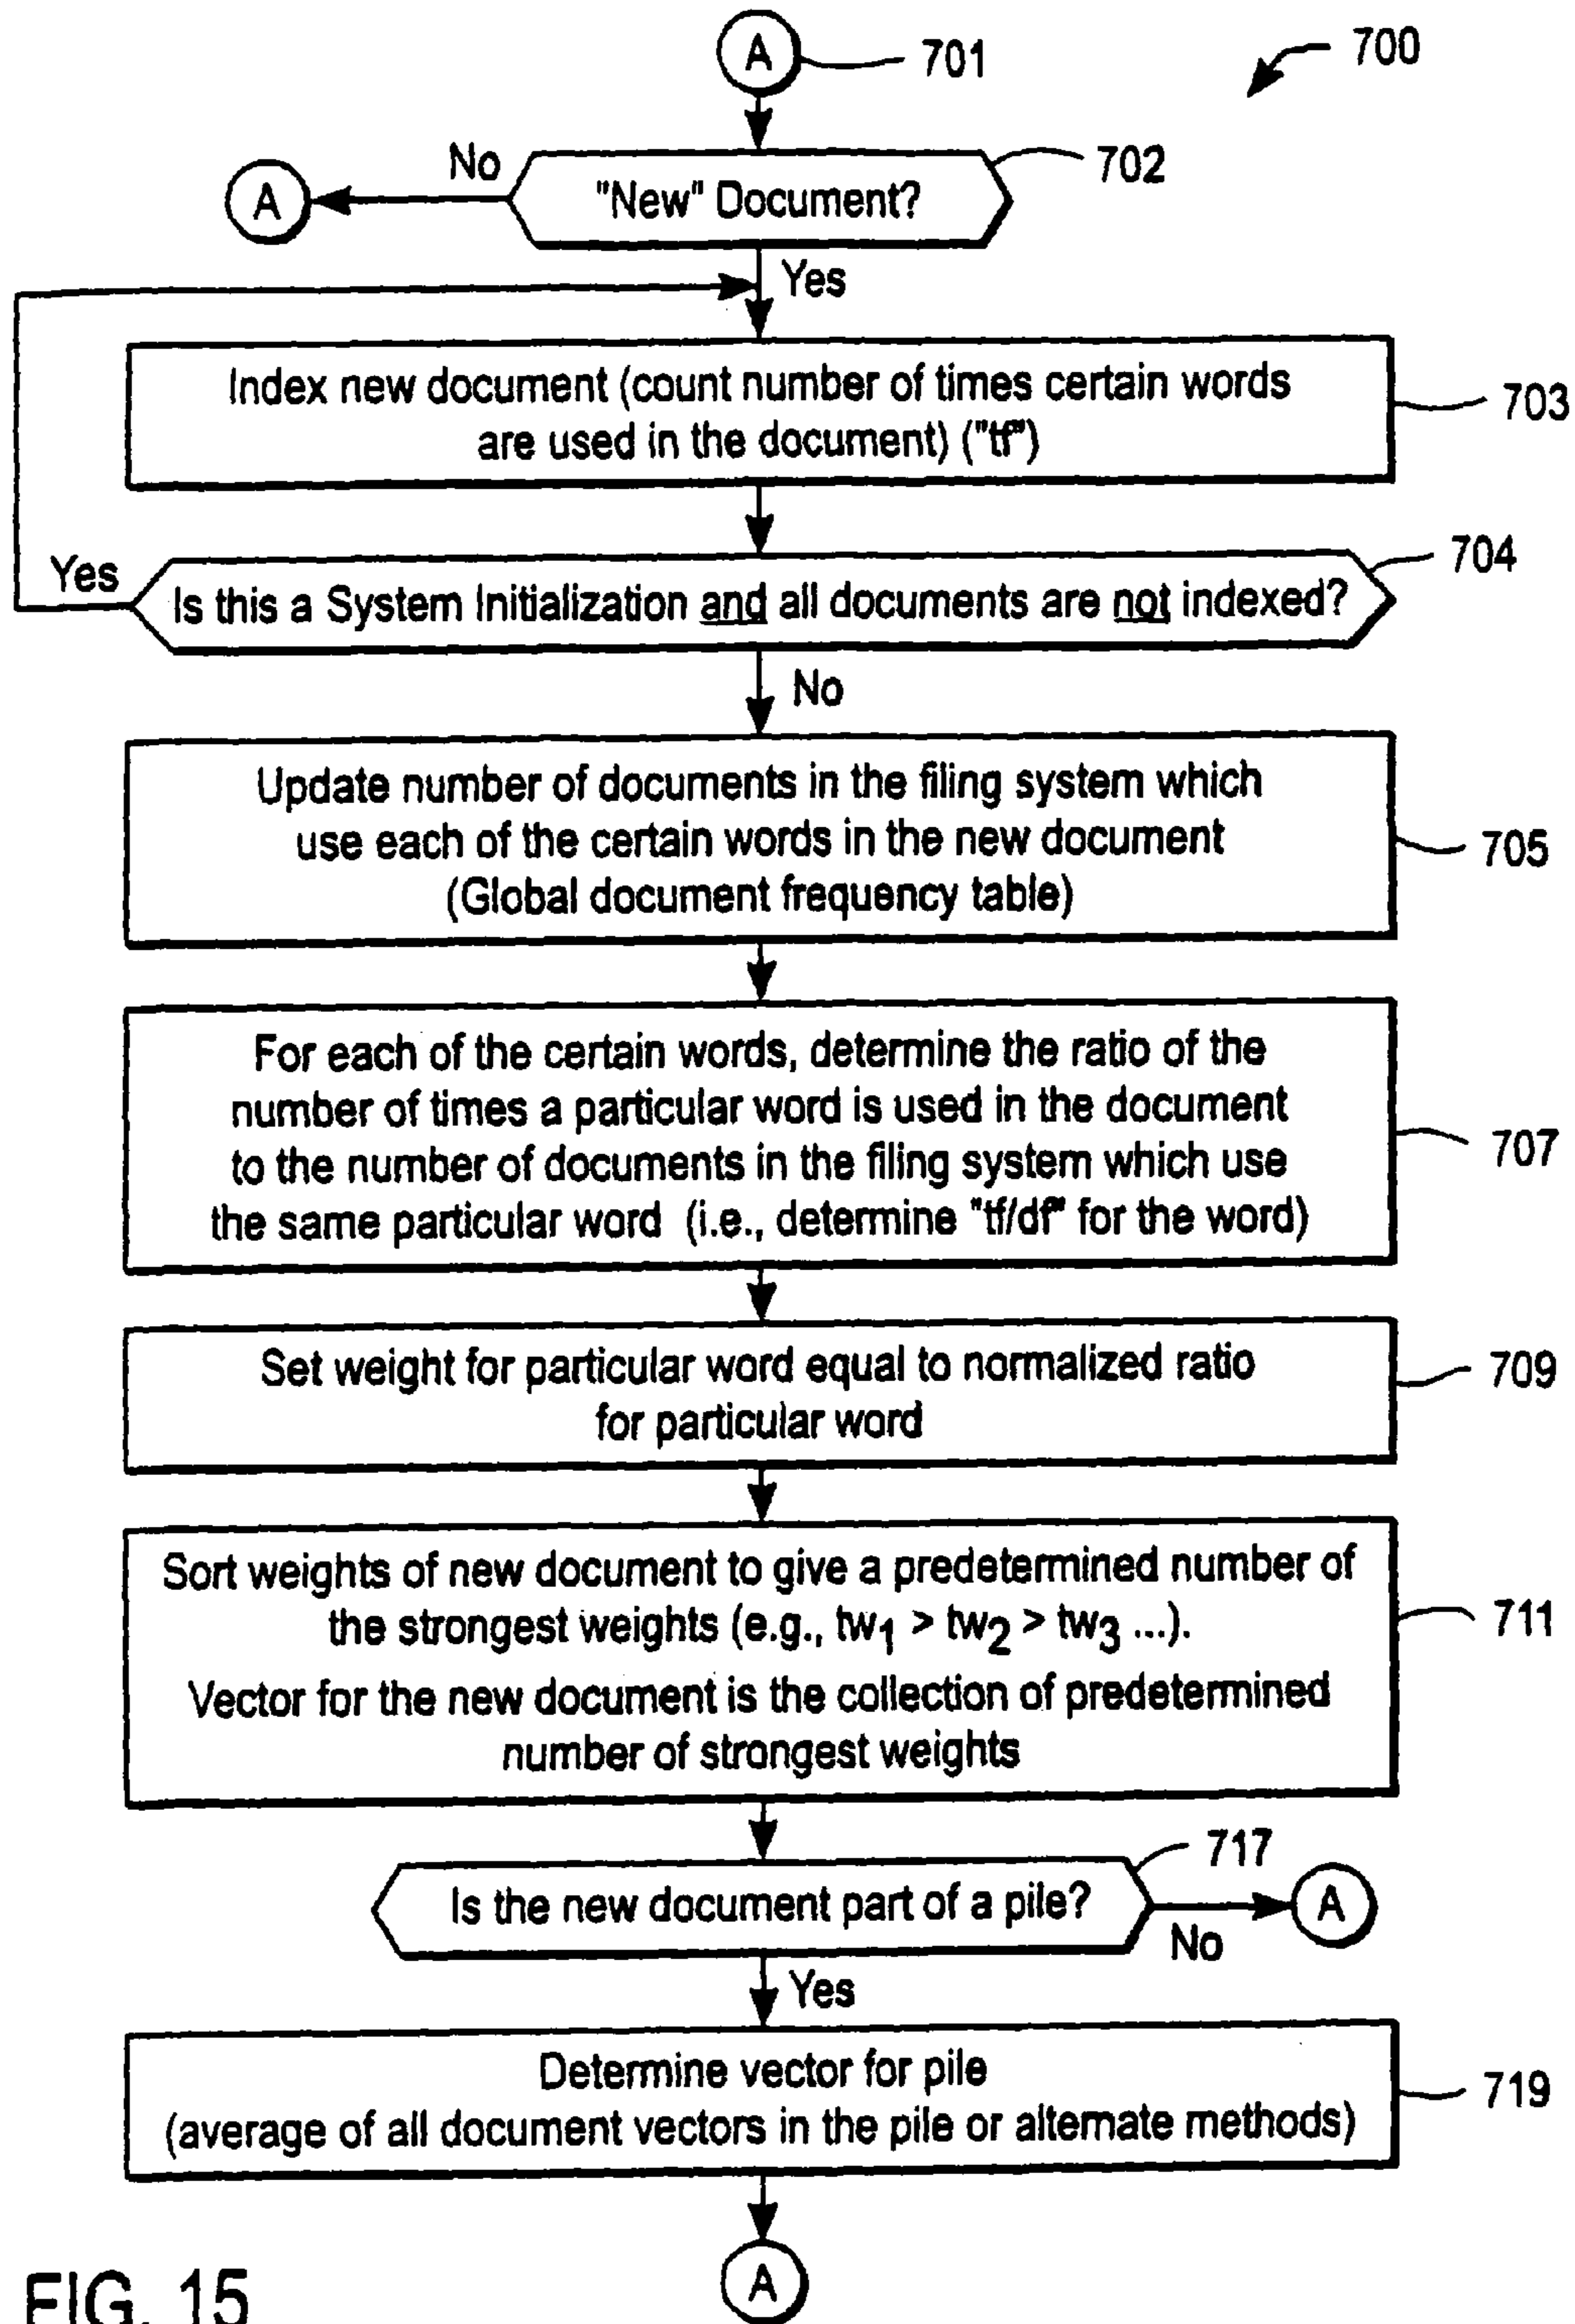 A
701
700
No
702
A
"New" Document?
Yes
Index new document (count number of times certain words
are used in the document) ("tf")
703
704
Yes
Is this a System Initialization and all documents are not indexed?
No
Update number of documents in the filing system which
use each of the certain words in the new document
(Global document frequency table)
705
For each of the certain words, determine the ratio of the
number of times a particular word is used in the document
to the number of documents in the filing system which use
the same particular word (i.e., determine "tf/df" for the word)
707
Set weight for particular word equal to normalized ratio
for particular word
709
Sort weights of new document to give a predetermined number of
the strongest weights (e.g., tw₁ > tw₂ > tw₃ ...).
Vector for the new document is the collection of predetermined
number of strongest weights
711
717
Is the new document part of a pile?
A
No
Yes
Determine vector for pile
(average of all document vectors in the pile or alternate methods)
719
A
FIG. 15